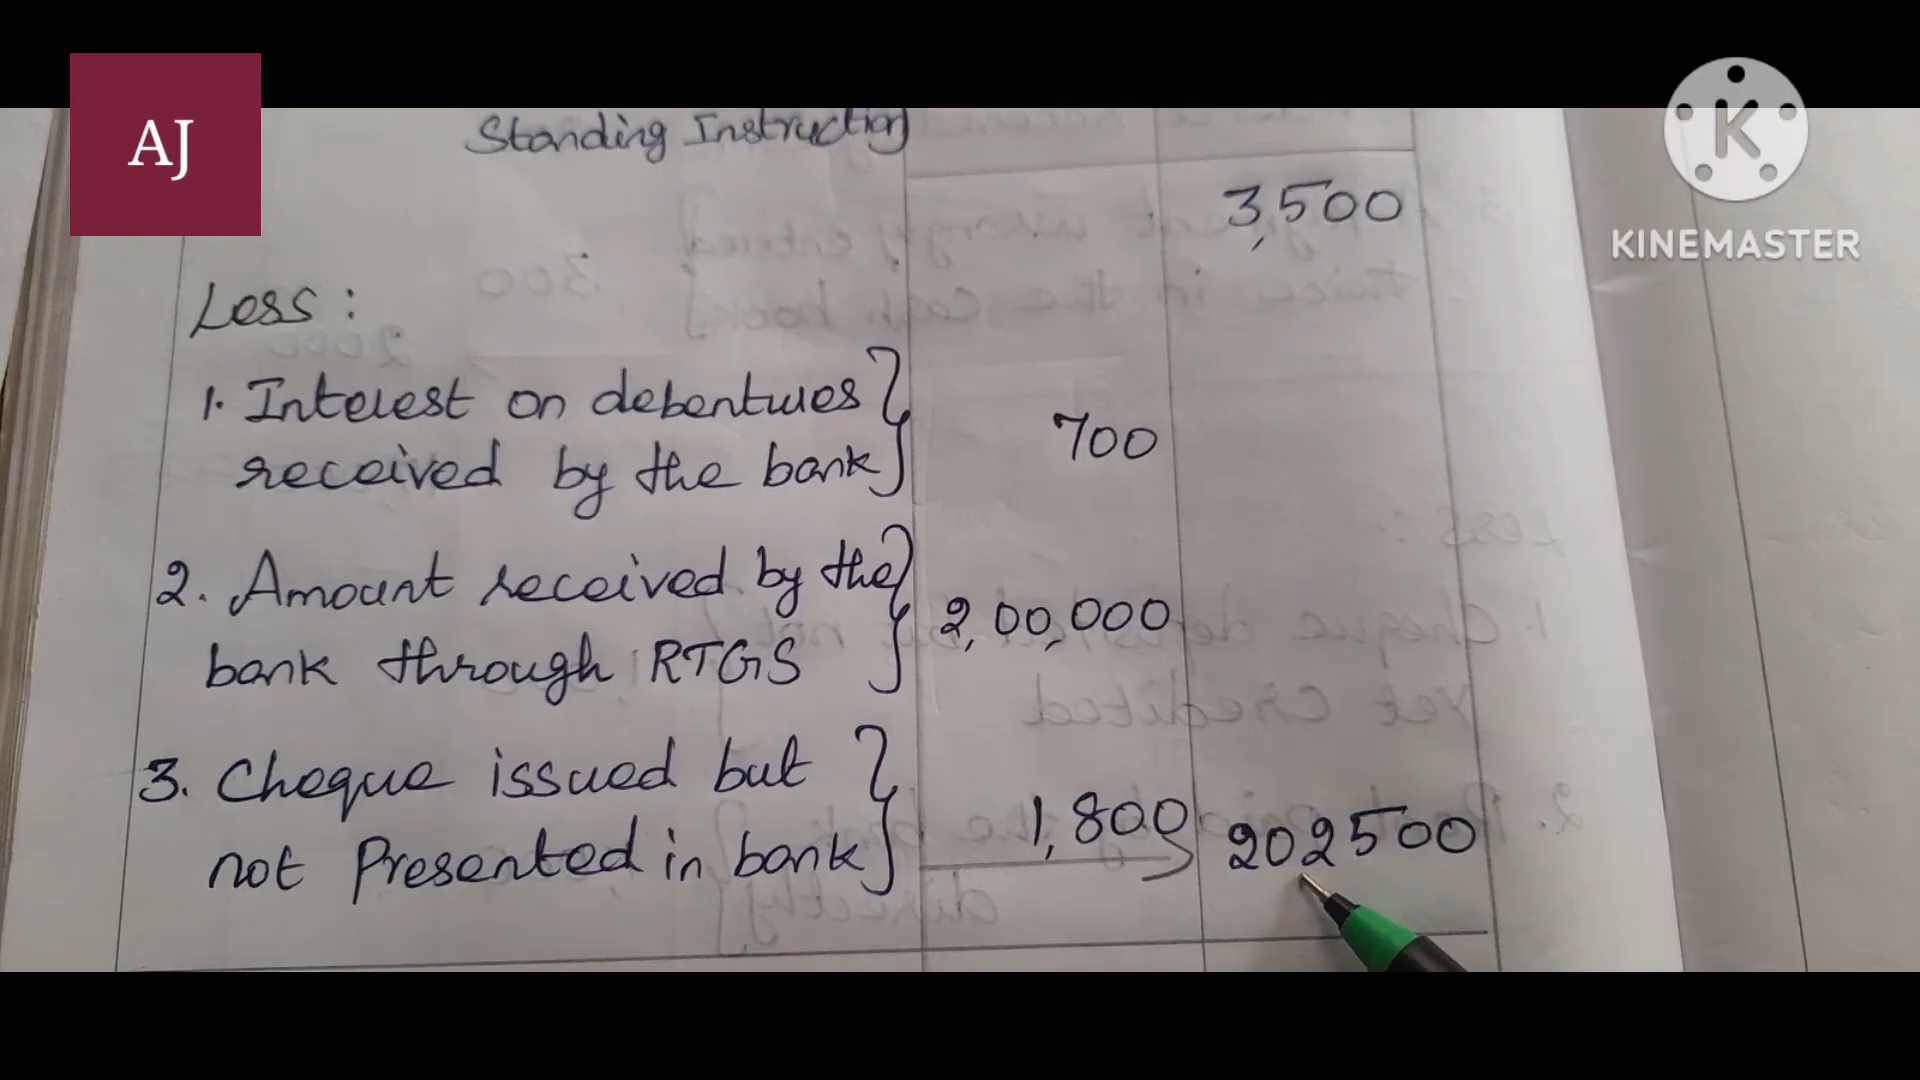 AJ
KINEMASTER
Standing Instruction
3,500
Less :
1. Interest on debentures
received by the bank
700
2. Amount received by the
bank through RTGS
2,00,000
3. Cheque issued but
not Presented in bank
1,800
202500